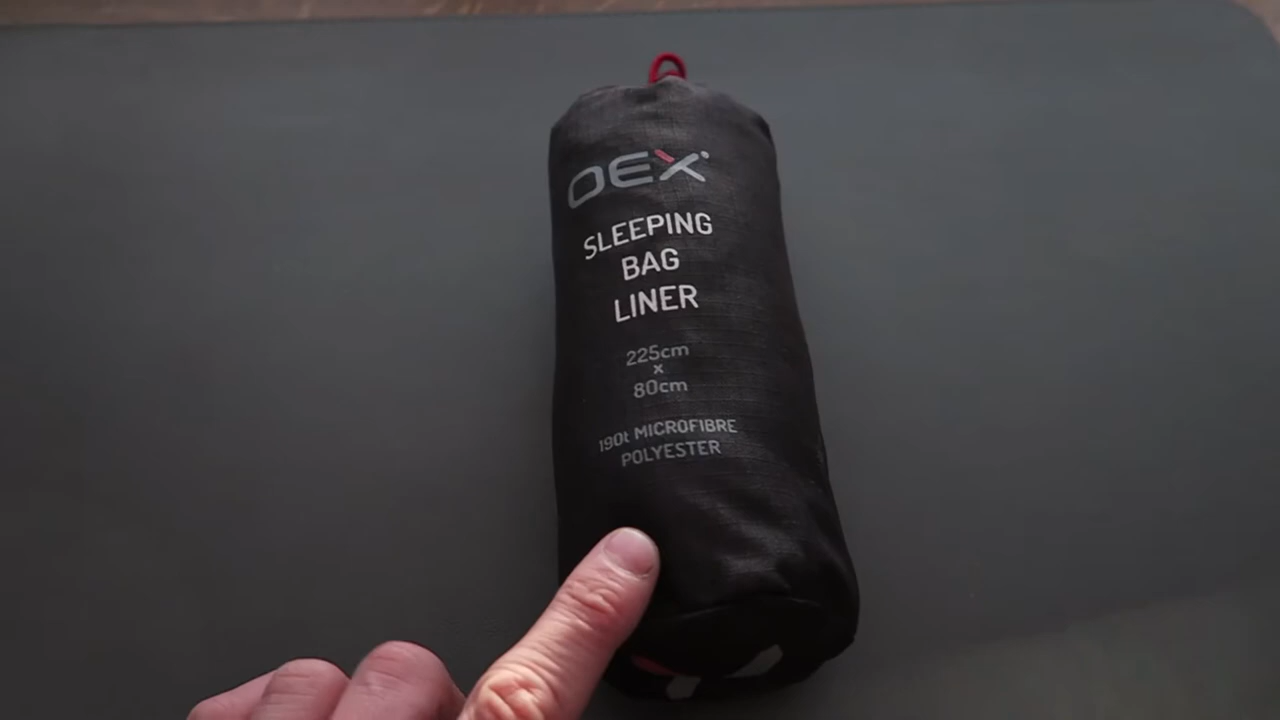 OEX
SLEEPING
BAG
LINER
225cm
x
80cm
190t MICROFIBRE
POLYESTER